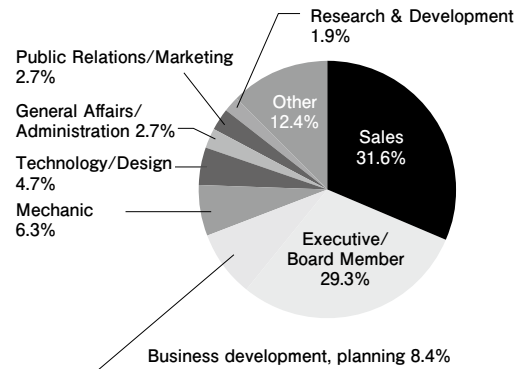 Research & Development
1.9%
Public Relations/Marketing
2.7%
General Affairs/
Administration 2.7%
Technology/Design
4.7%
Mechanic
6.3%
Other
12.4%
Sales
31.6%
Executive/
Board Member
29.3%
Business development, planning 8.4%